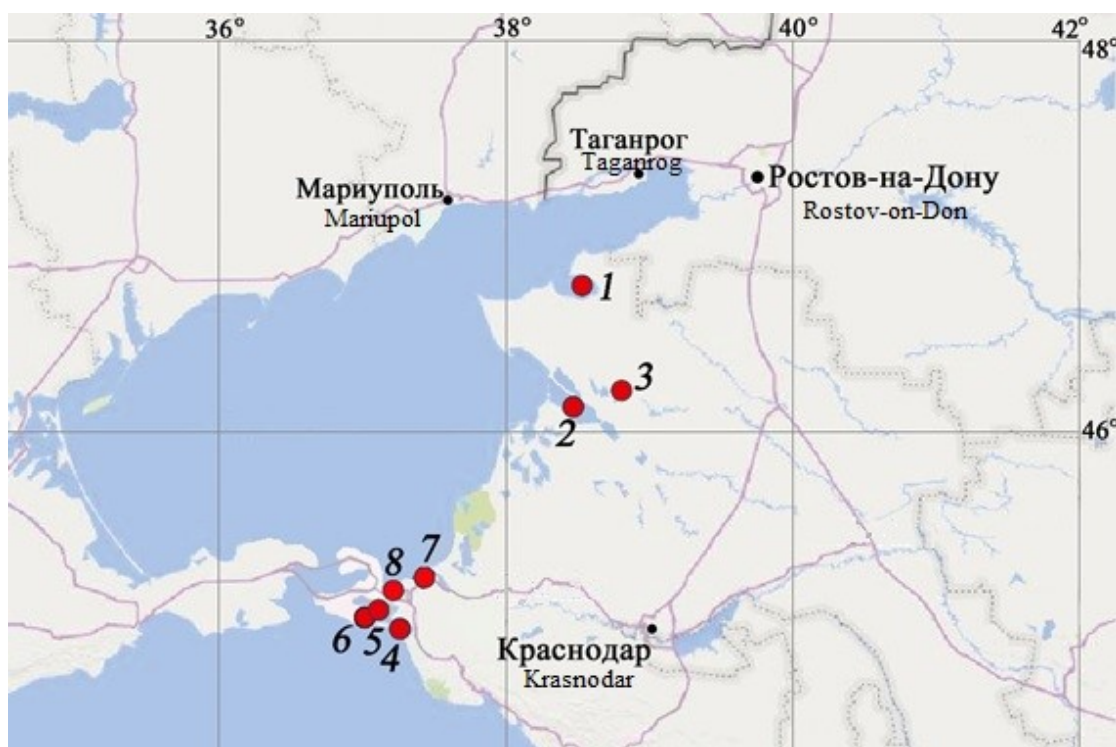 36°
38°
40°
42°
48°
Таганрог
Taganrog
Мариуполь
Mariupol
Ростов-на-Дону
Rostov-on-Don
1
3
2
46°
7
8
6
5
4
Краснодар
Krasnodar